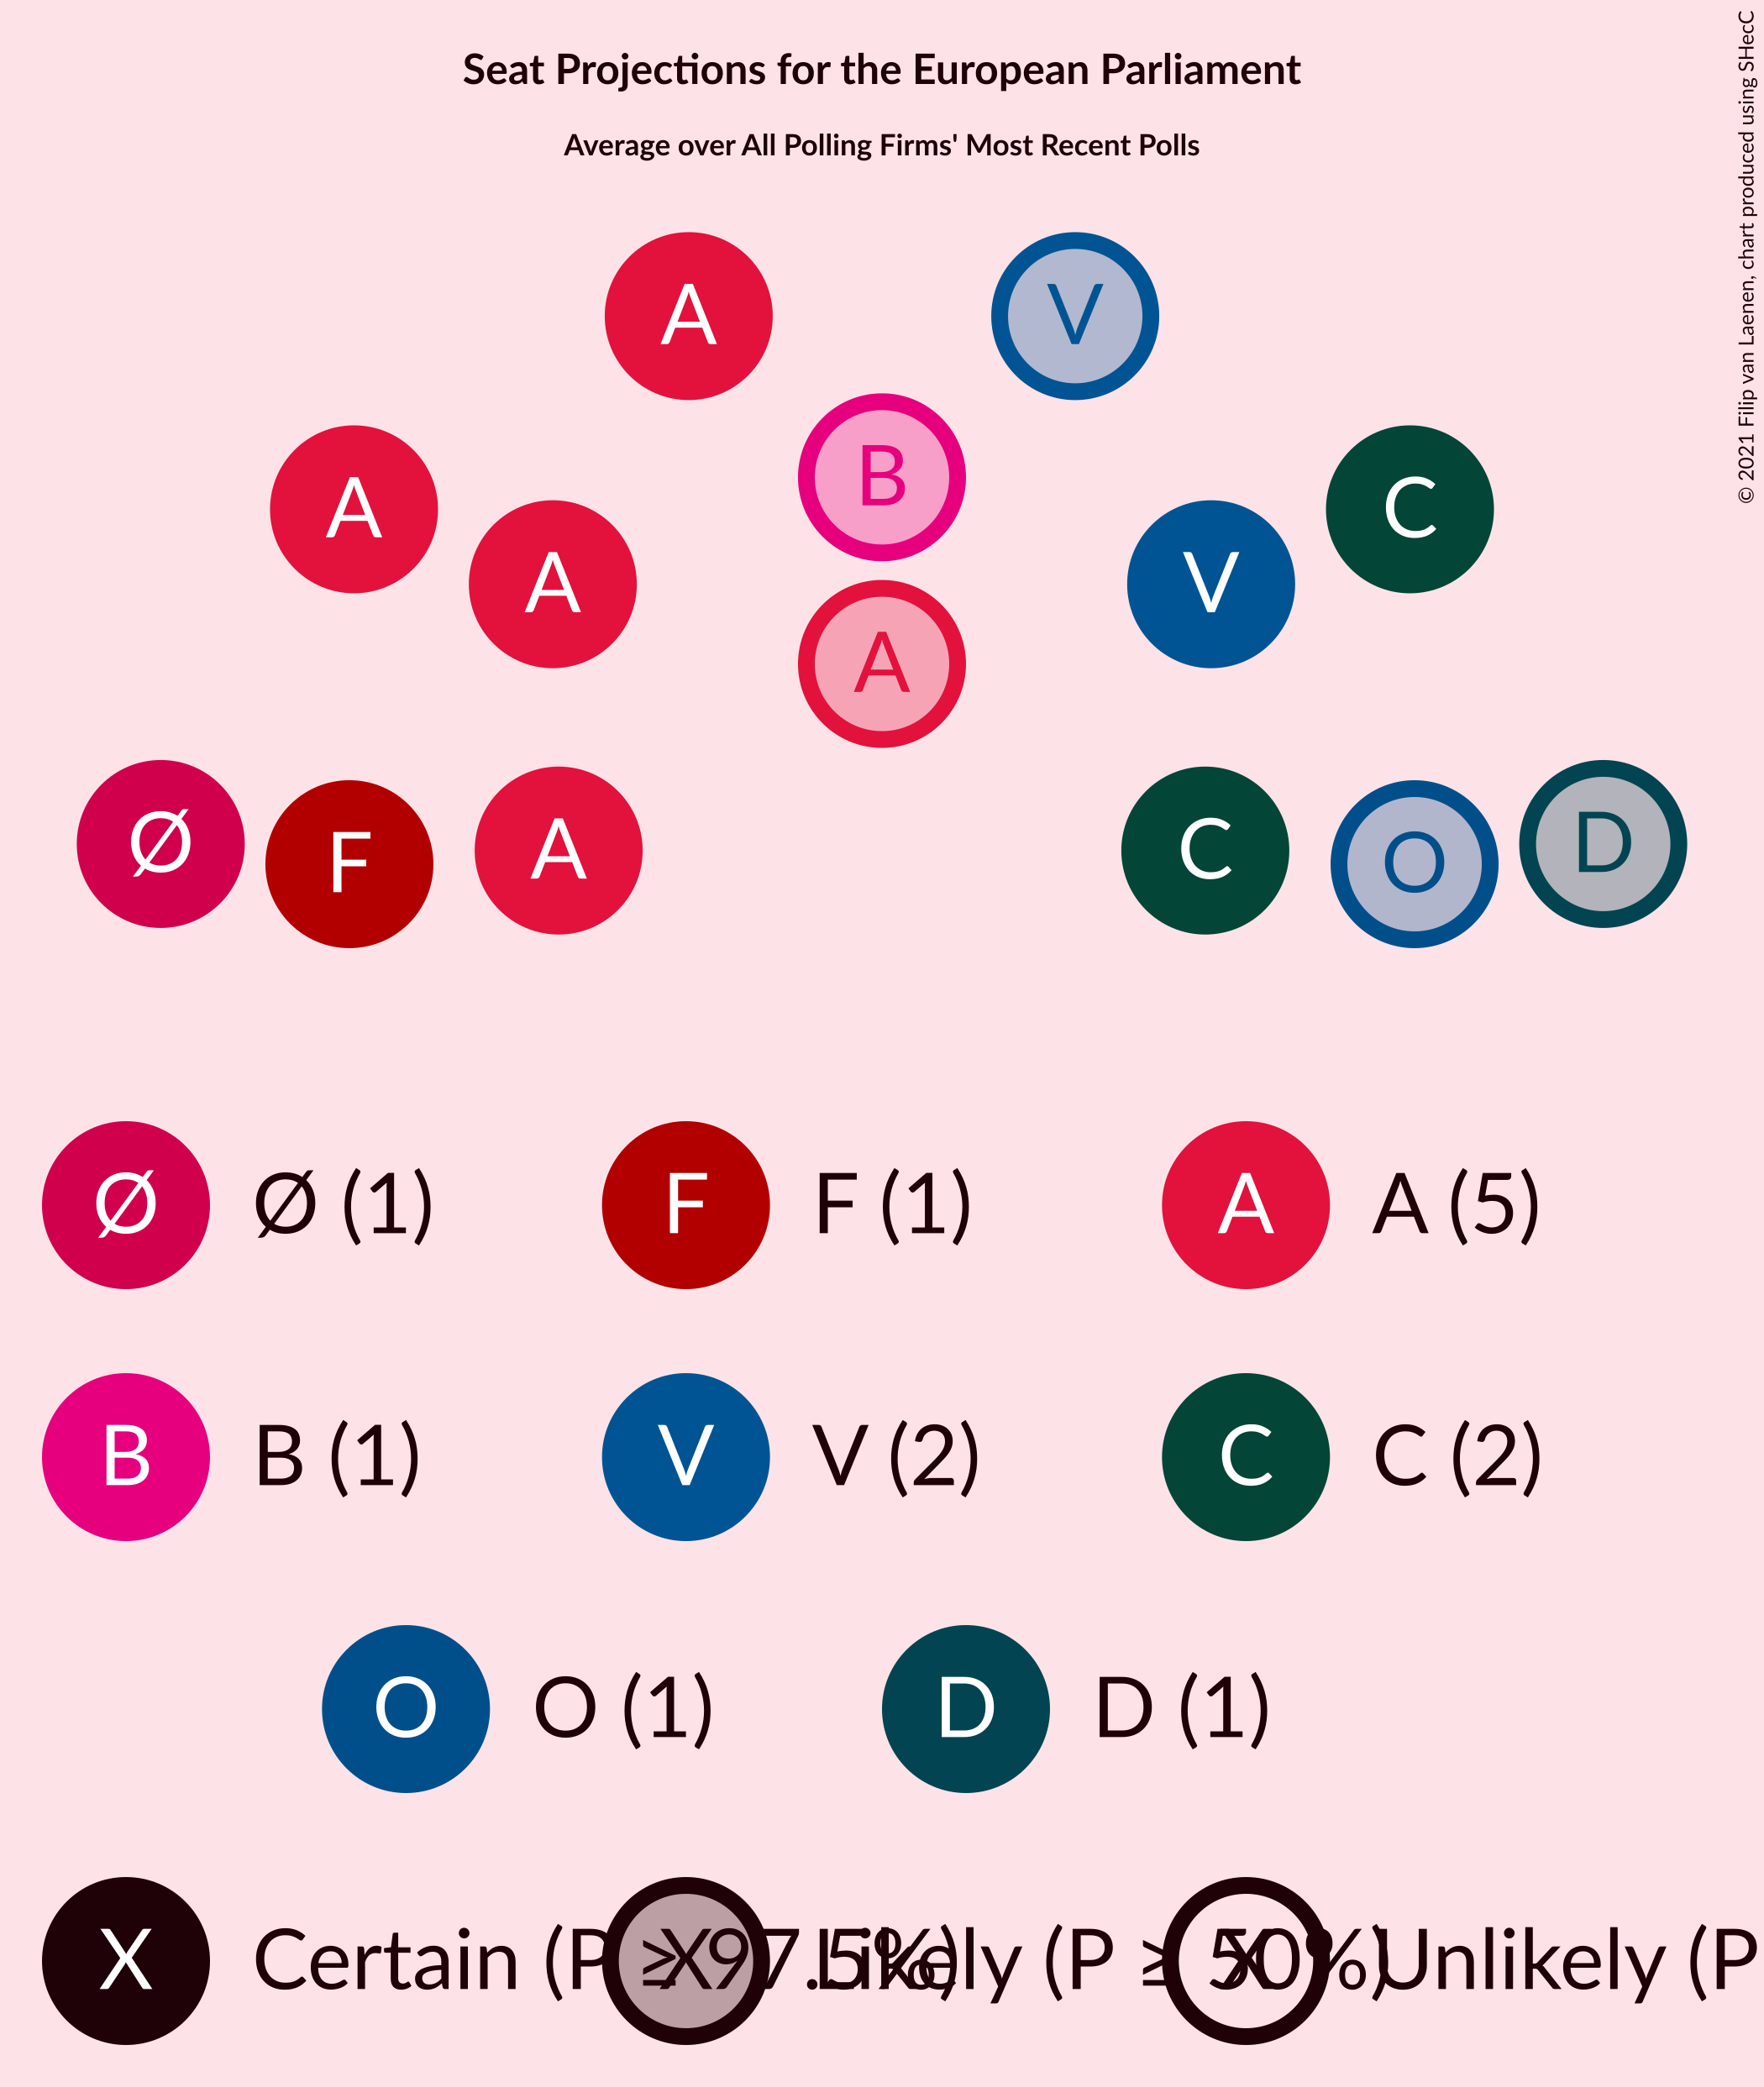 Seat Projections for the European Parliament
Average over All Polling Firms' Most Recent Polls
© 2021 Filip van Laenen, chart produced using SHecC
A V
B
A C
A V
A
Ø D
F A C O
Ø Ø (1) F F (1) A A (5)
B B (1) V V (2) C C (2)
O O (1) D D (1)
X Certain (P ≥ 97.5%) X Likely (P ≥ 50%) X Unlikely (P